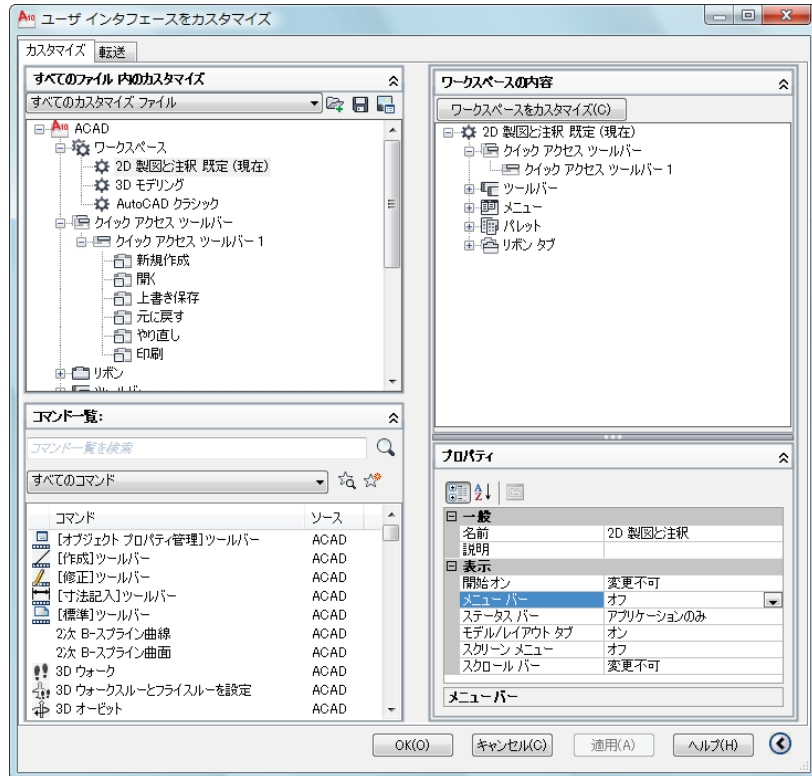 ユーザ インタフェースをカスタマイズ
カスタマイズ 転送
すべてのファイル 内のカスタマイズ
すべてのカスタマイズ ファイル
ACAD
ワークスペース
2D 製図と注釈 既定 (現在)
3D モデリング
AutoCAD クラシック
クイック アクセス ツールバー
クイック アクセス ツールバー 1
新規作成
開く
上書き保存
元に戻す
やり直し
印刷
リボン
コマンド一覧:
コマンド一覧を検索
すべてのコマンド
コマンド ソース
[オブジェクト プロパティ管理]ツールバー ACAD
[作成]ツールバー ACAD
[修正]ツールバー ACAD
[寸法記入]ツールバー ACAD
[標準]ツールバー ACAD
2次 B-スプライン曲線 ACAD
2次 B-スプライン曲面 ACAD
3D ウォーク ACAD
3D ウォークスルーとフライスルーを設定 ACAD
3D オービット ACAD
ワークスペースの内容
ワークスペースをカスタマイズ(C)
2D 製図と注釈 既定 (現在)
クイック アクセス ツールバー
クイック アクセス ツールバー 1
ツールバー
メニュー
パレット
リボン タブ
プロパティ
一般
名前 2D 製図と注釈
説明
表示
開始オン 変更不可
メニュー バー オフ
ステータス バー アプリケーションのみ
モデル/レイアウト タブ オン
スクリーン メニュー オフ
スクロール バー 変更不可
メニュー バー
OK(O) キャンセル(C) 適用(A) ヘルプ(H)